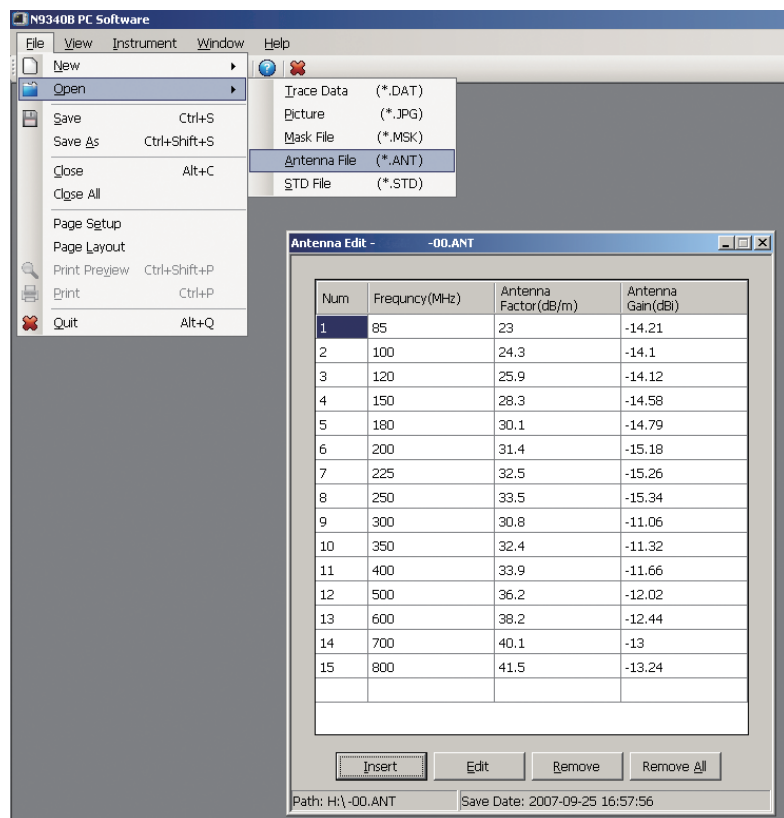 N9340B PC Software
File View Instrument Window Help
New
Open
Save Ctrl+S
Save As Ctrl+Shift+S
Close Alt+C
Close All
Page Setup
Page Layout
Print Preview Ctrl+Shift+P
Print Ctrl+P
Quit Alt+Q
Trace Data (*.DAT)
Picture (*.JPG)
Mask File (*.MSK)
Antenna File (*.ANT)
STD File (*.STD)
Antenna Edit - -00.ANT
Num Frequncy(MHz) Antenna Factor(dB/m) Antenna Gain(dBi)
1 85 23 -14.21
2 100 24.3 -14.1
3 120 25.9 -14.12
4 150 28.3 -14.58
5 180 30.1 -14.79
6 200 31.4 -15.18
7 225 32.5 -15.26
8 250 33.5 -15.34
9 300 30.8 -11.06
10 350 32.4 -11.32
11 400 33.9 -11.66
12 500 36.2 -12.02
13 600 38.2 -12.44
14 700 40.1 -13
15 800 41.5 -13.24
Insert Edit Remove Remove All
Path: H:\-00.ANT Save Date: 2007-09-25 16:57:56